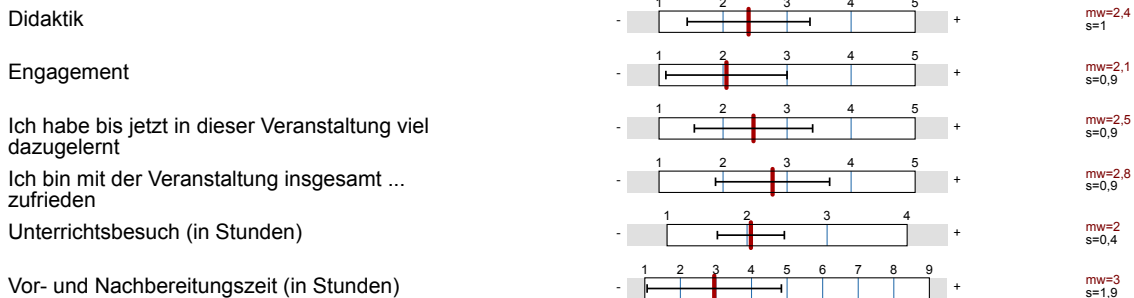 1 2 3 4 5
Didaktik - + mw=2,4
s=1
1 2 3 4 5
Engagement - + mw=2,1
s=0,9
1 2 3 4 5
Ich habe bis jetzt in dieser Veranstaltung viel - + mw=2,5
dazugelernt s=0,9
1 2 3 4 5
Ich bin mit der Veranstaltung insgesamt ... - + mw=2,8
zufrieden s=0,9
1 2 3 4
Unterrichtsbesuch (in Stunden) - + mw=2
s=0,4
1 2 3 4 5 6 7 8 9
Vor- und Nachbereitungszeit (in Stunden) - + mw=3
s=1,9